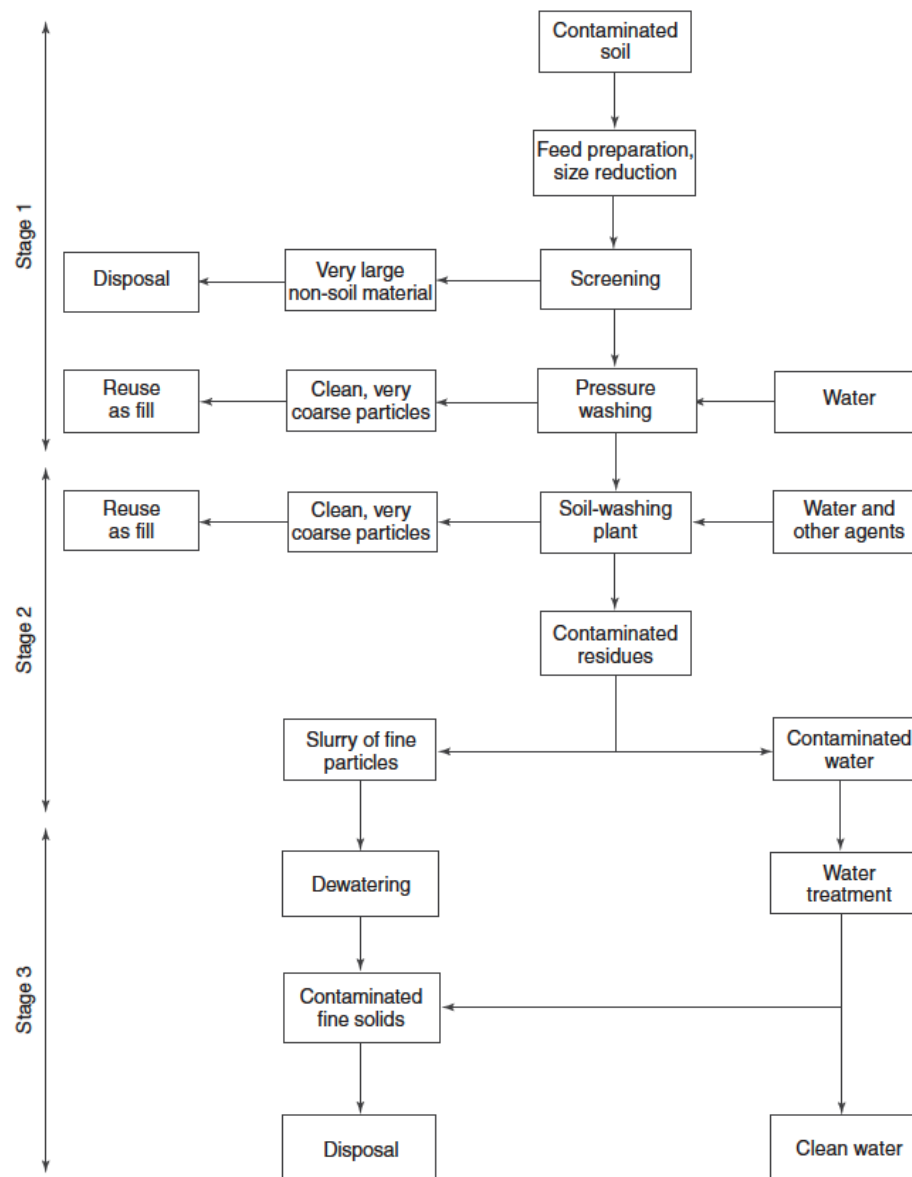 Contaminated
soil
Feed preparation,
size reduction
Stage 1
Disposal
Very large
non-soil material
Screening
Reuse
as fill
Clean, very
coarse particles
Pressure
washing
Water
Reuse
as fill
Clean, very
coarse particles
Soil-washing
plant
Water and
other agents
Stage 2
Contaminated
residues
Slurry of fine
particles
Contaminated
water
Dewatering
Water
treatment
Stage 3
Contaminated
fine solids
Disposal
Clean water